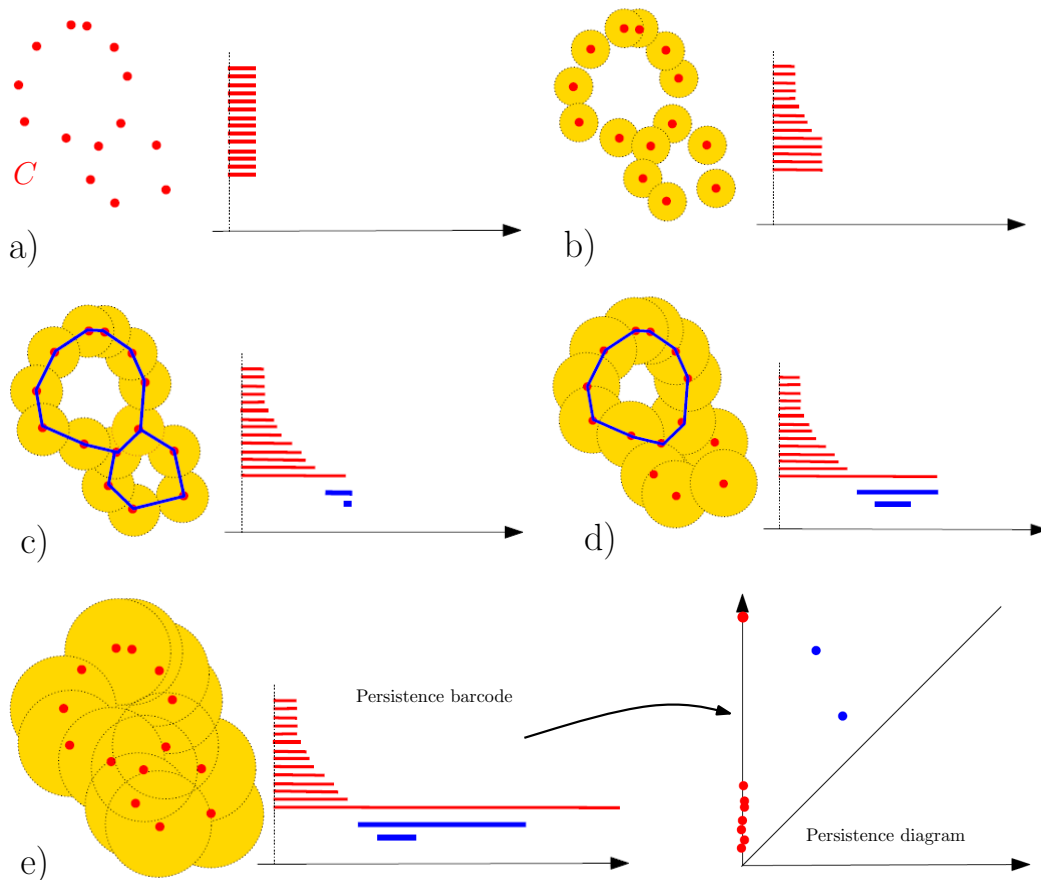 C
a)
b)
c)
d)
Persistence barcode
Persistence diagram
e)